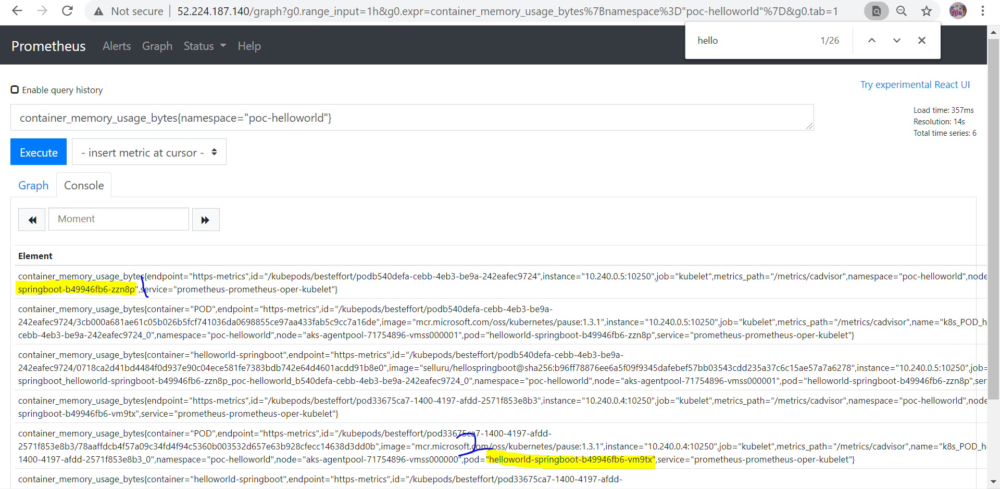 Not secure | 52.224.187.140/graph?g0.range_input=1h&g0.expr=container_memory_usage_bytes%7Bnamespace%3D"poc-helloworld"%7D&g0.tab=1
hello 1/26
Prometheus Alerts Graph Status Help
Try experimental React UI
Enable query history
container_memory_usage_bytes{namespace="poc-helloworld"}
Load time: 357ms
Resolution: 14s
Total time series: 6
Execute - insert metric at cursor -
Graph Console
Moment
Element
container_memory_usage_bytes{endpoint="https-metrics",id="/kubepods/besteffort/podb540defa-cebb-4eb3-be9a-242eafec9724",instance="10.240.0.5:10250",job="kubelet",metrics_path="/metrics/cadvisor",namespace="poc-helloworld",node
springboot-b49946fb6-zzn8p",service="prometheus-prometheus-oper-kubelet"}
1
container_memory_usage_bytes{container="POD",endpoint="https-metrics",id="/kubepods/besteffort/podb540defa-cebb-4eb3-be9a-
242eafec9724/3cb000a681ae61c05b026b5fcf741036da0698855ce97aa433fab5c9cc7a16de",image="mcr.microsoft.com/oss/kubernetes/pause:1.3.1",instance="10.240.0.5:10250",job="kubelet",metrics_path="/metrics/cadvisor",name="k8s_POD_h
cebb-4eb3-be9a-242eafec9724_0",namespace="poc-helloworld",node="aks-agentpool-71754896-vmss000001",pod="helloworld-springboot-b49946fb6-zzn8p",service="prometheus-prometheus-oper-kubelet"}
container_memory_usage_bytes{container="helloworld-springboot",endpoint="https-metrics",id="/kubepods/besteffort/podb540defa-cebb-4eb3-be9a-
242eafec9724/0718ca2d41bd4484f0d937e90c04ece581fe7383bdb742e64d4601acdd91b8e0",image="selluru/hellospringboot@sha256:b96ff78876ee6a5f09f9345dafebef57bb03543cdd235a37c6c15ae57a7a6278",instance="10.240.0.5:10250",job=
springboot_helloworld-springboot-b49946fb6-zzn8p_poc-helloworld_b540defa-cebb-4eb3-be9a-242eafec9724_0",namespace="poc-helloworld",node="aks-agentpool-71754896-vmss000001",pod="helloworld-springboot-b49946fb6-zzn8p",ser
container_memory_usage_bytes{endpoint="https-metrics",id="/kubepods/besteffort/pod33675ca7-1400-4197-afdd-2571f853e8b3",instance="10.240.0.4:10250",job="kubelet",metrics_path="/metrics/cadvisor",namespace="poc-helloworld",node
springboot-b49946fb6-vm9tx",service="prometheus-prometheus-oper-kubelet"}
container_memory_usage_bytes{container="POD",endpoint="https-metrics",id="/kubepods/besteffort/pod33675ca7-1400-4197-afdd-
2571f853e8b3/78aaffdcb4f57a09c34fd4f94c5360b003532d657e63b928cfecc14638d3dd0b",image="mcr.microsoft.com/oss/kubernetes/pause:1.3.1",instance="10.240.0.4:10250",job="kubelet",metrics_path="/metrics/cadvisor",name="k8s_POD_h
2
1400-4197-afdd-2571f853e8b3_0",namespace="poc-helloworld",node="aks-agentpool-71754896-vmss000000",pod="helloworld-springboot-b49946fb6-vm9tx",service="prometheus-prometheus-oper-kubelet"}
container_memory_usage_bytes{container="helloworld-springboot",endpoint="https-metrics",id="/kubepods/besteffort/pod33675ca7-1400-4197-afdd-